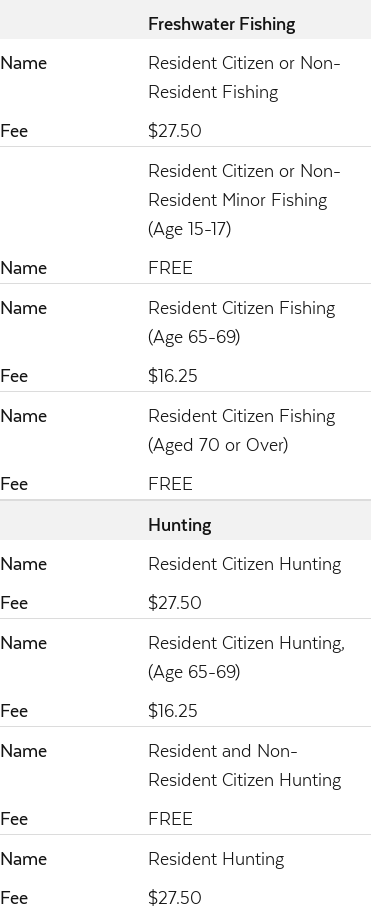 Freshwater Fishing
Name Resident Citizen or Non-
Resident Fishing
Fee $27.50
Resident Citizen or Non-
Resident Minor Fishing
(Age 15-17)
Name FREE
Name Resident Citizen Fishing
(Age 65-69)
Fee $16.25
Name Resident Citizen Fishing
(Aged 70 or Over)
Fee FREE
Hunting
Name Resident Citizen Hunting
Fee $27.50
Name Resident Citizen Hunting,
(Age 65-69)
Fee $16.25
Name Resident and Non-
Resident Citizen Hunting
Fee FREE
Name Resident Hunting
Fee $27.50